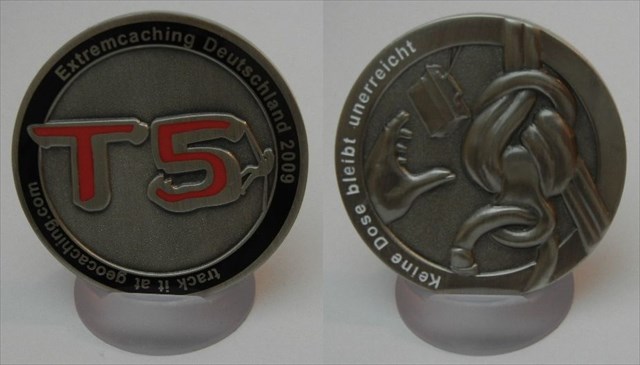 Extremcaching Deutschland 2009
T5
track it at geocaching.com
Keine Dose bleibt unerreicht